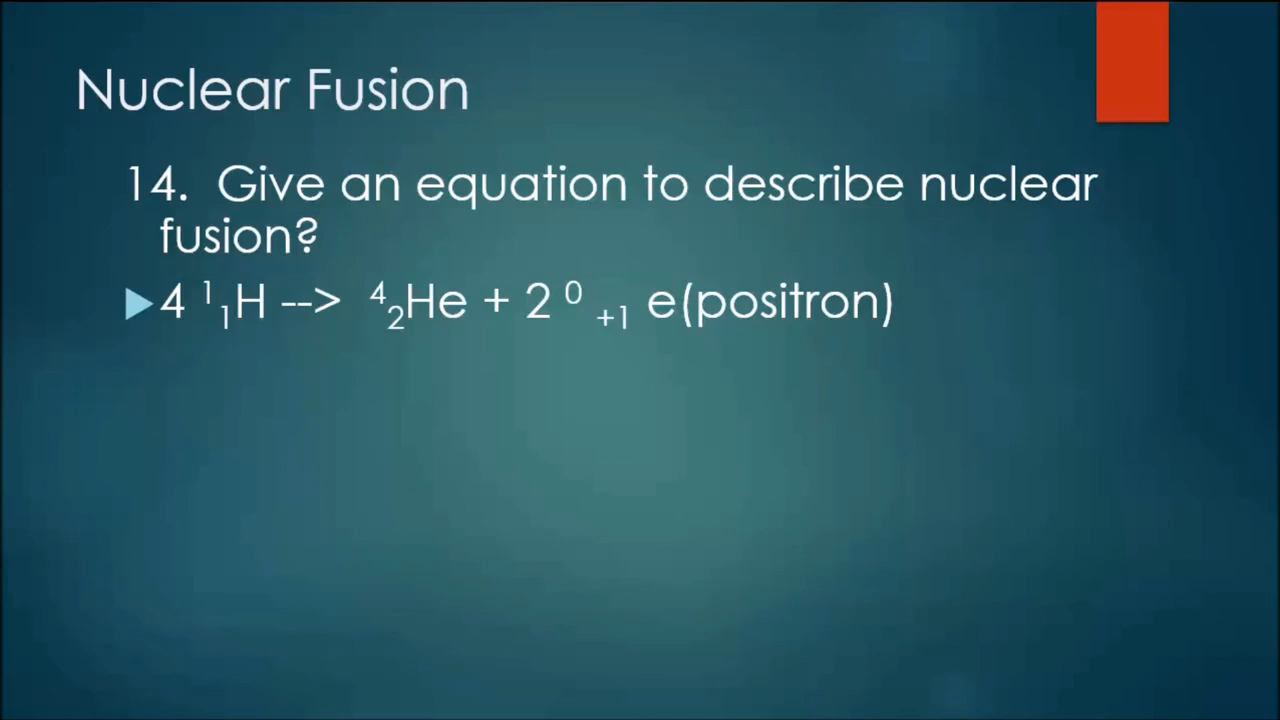 Nuclear Fusion
14. Give an equation to describe nuclear
fusion?
4 ¹₁H --> ⁴₂He + 2 ⁰ ₊₁ e(positron)